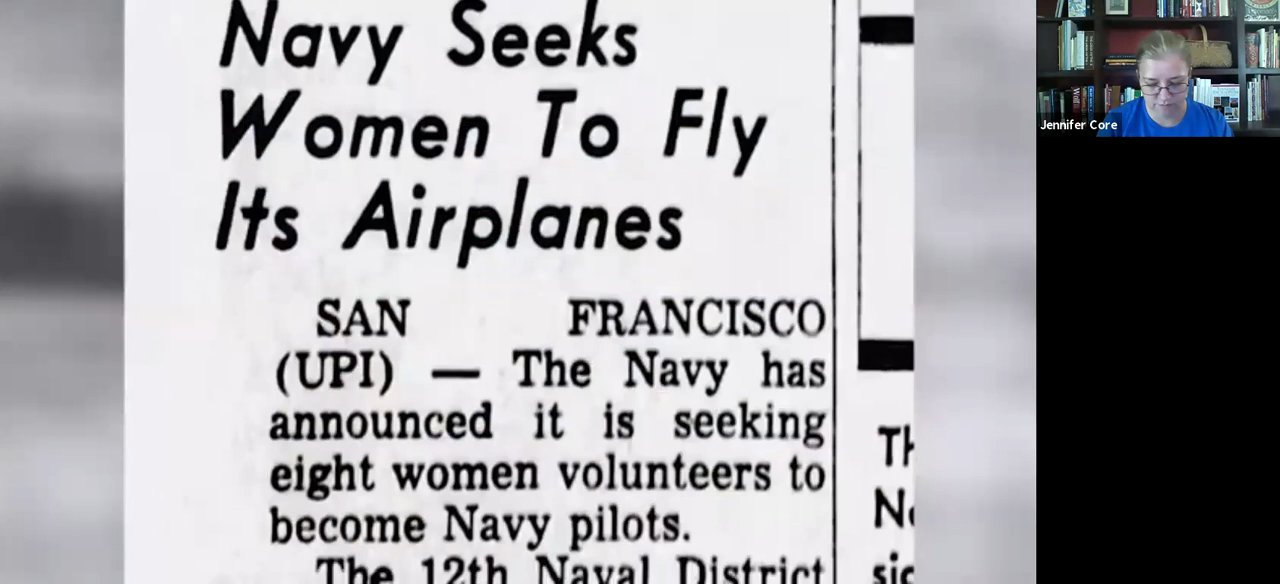 Navy Seeks
Women To Fly
Its Airplanes
SAN FRANCISCO
(UPI) — The Navy has
announced it is seeking
eight women volunteers to
become Navy pilots.
The 12th Naval District
Jennifer Core